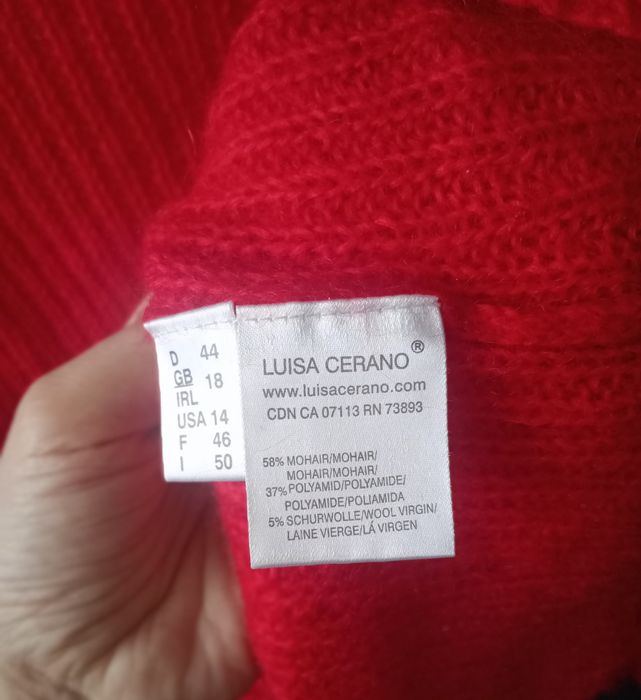 D 44
GB 18
IRL
USA 14
F 46
I 50
LUISA CERANO®
www.luisacerano.com
CDN CA 07113 RN 73893
58% MOHAIR/MOHAIR/
MOHAIR/MOHAIR/
37% POLYAMID/POLYAMIDE/
POLYAMIDE/POLIAMIDA
5% SCHURWOLLE/WOOL VIRGIN/
LAINE VIERGE/LÁ VIRGEN